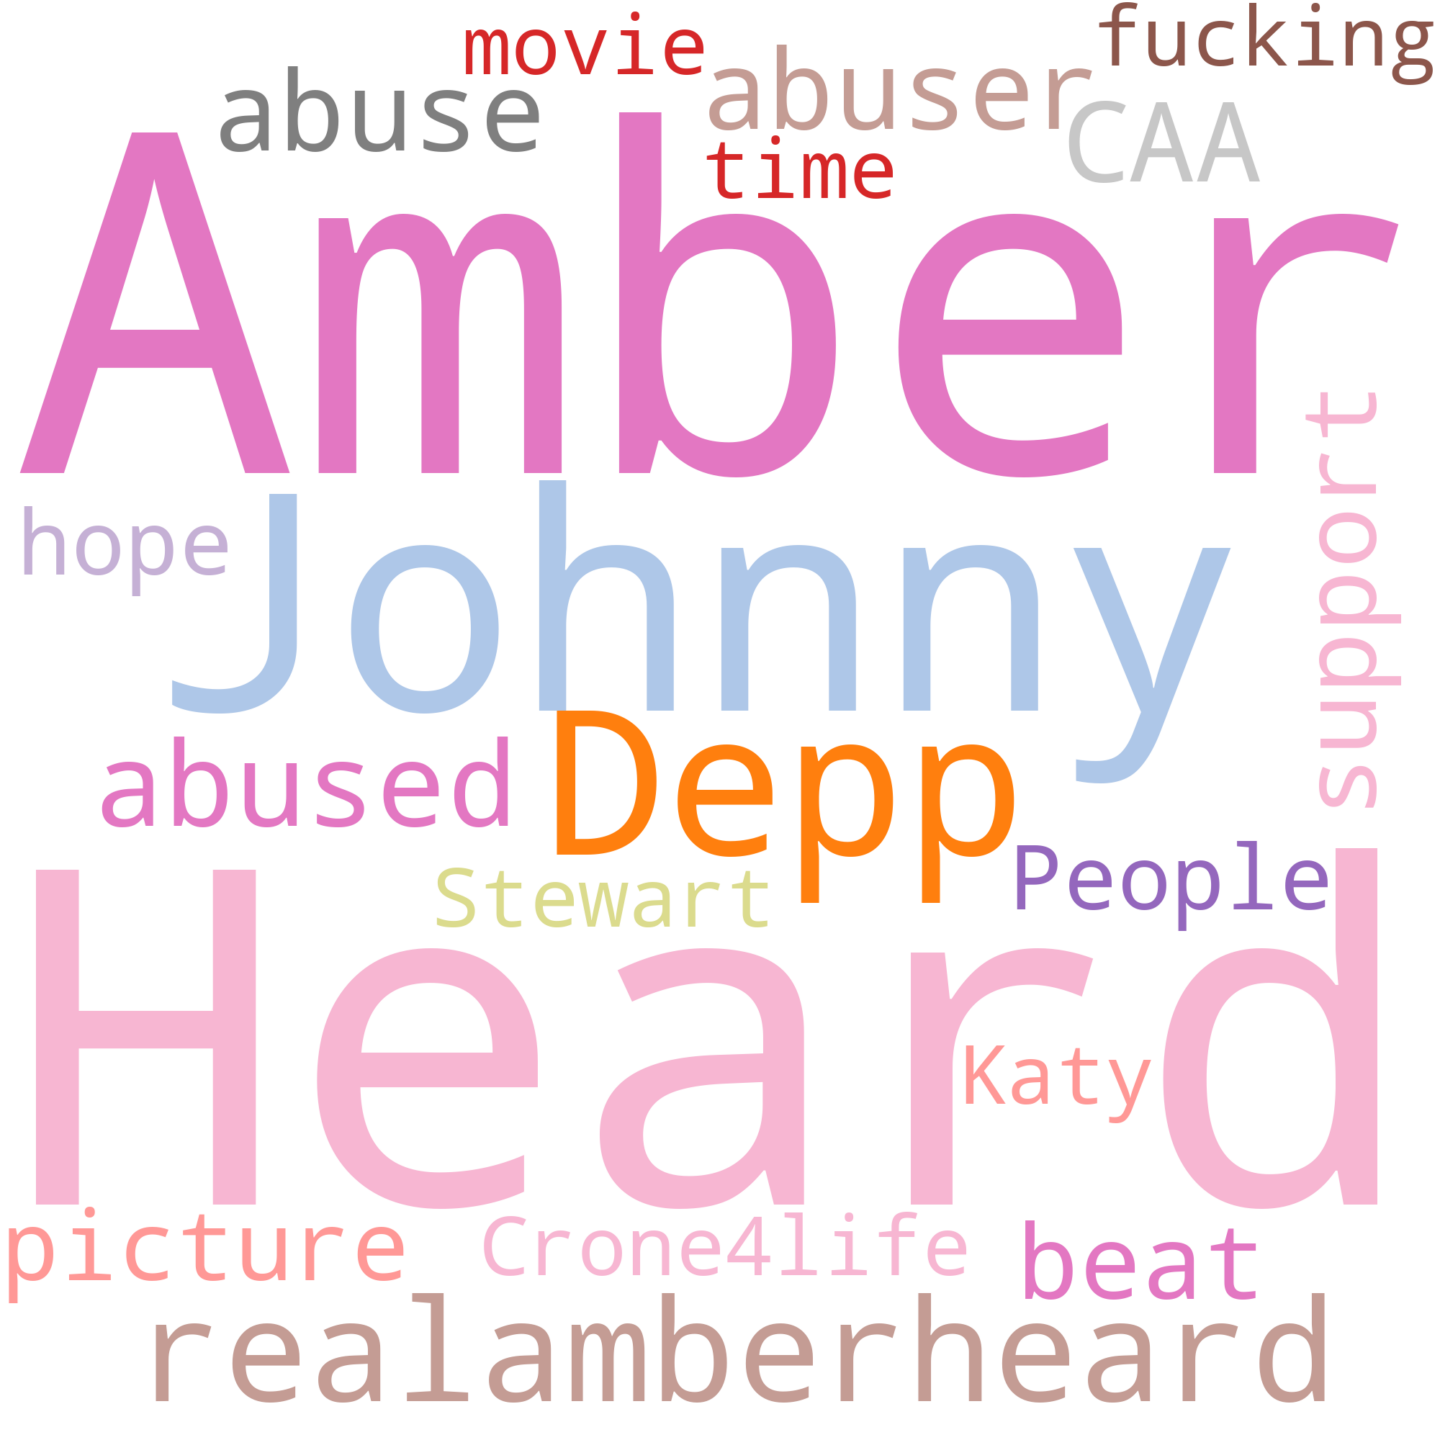 movie
fucking
abuse
abuser
CAA
time
Amber
support
hope
Johnny
abused
Depp
People
Stewart
Heard
Katy
picture
Crone4life
beat
realamberheard